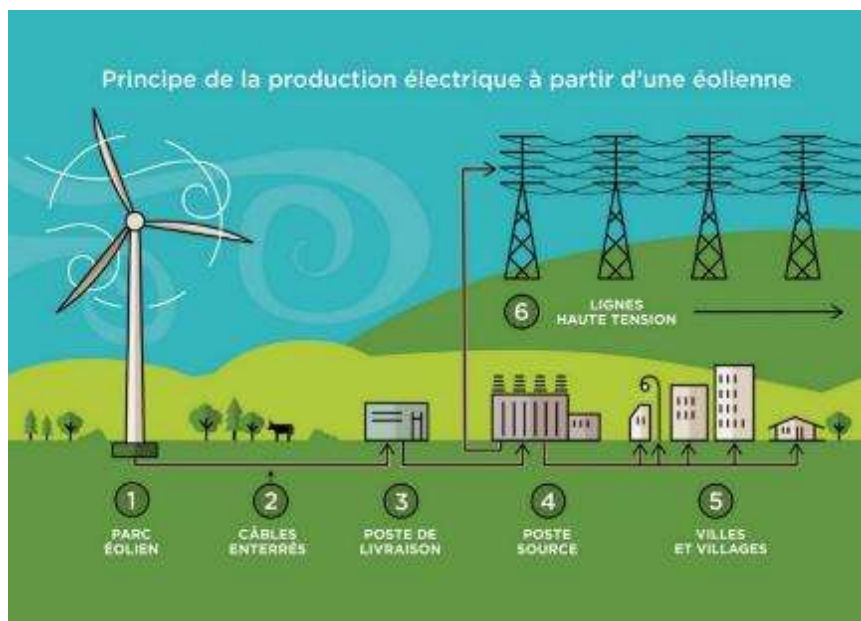 Principe de la production électrique à partir d'une éolienne
6
LIGNES
HAUTE TENSION
1
PARC
ÉOLIEN
2
CÂBLES
ENTERRÉS
3
POSTE DE
LIVRAISON
4
POSTE
SOURCE
5
VILLES
ET VILLAGES